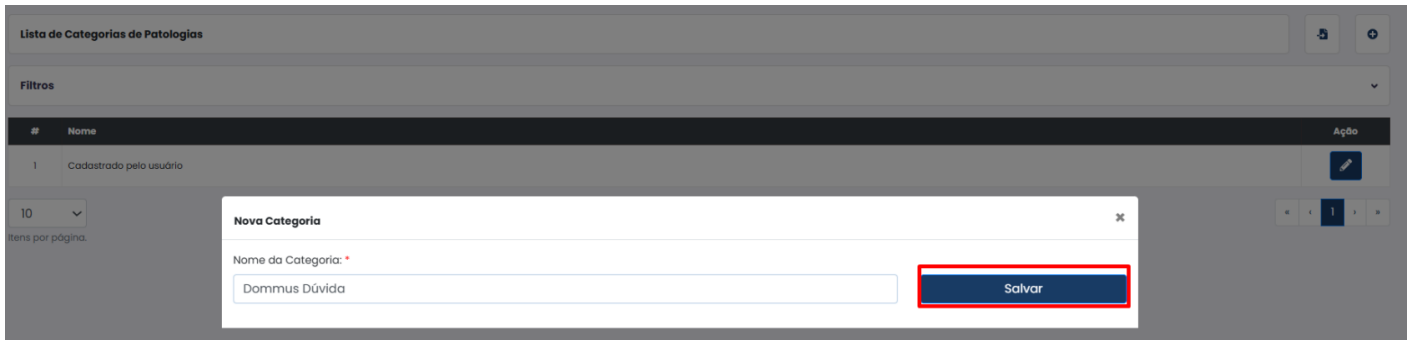 Lista de Categorias de Patologias
Filtros
# Nome Ação
1 Cadastrado pelo usuário
10
Itens por página.
« ‹ 1 › »
Nova Categoria
Nome da Categoria: *
Dommus Dúvida
Salvar